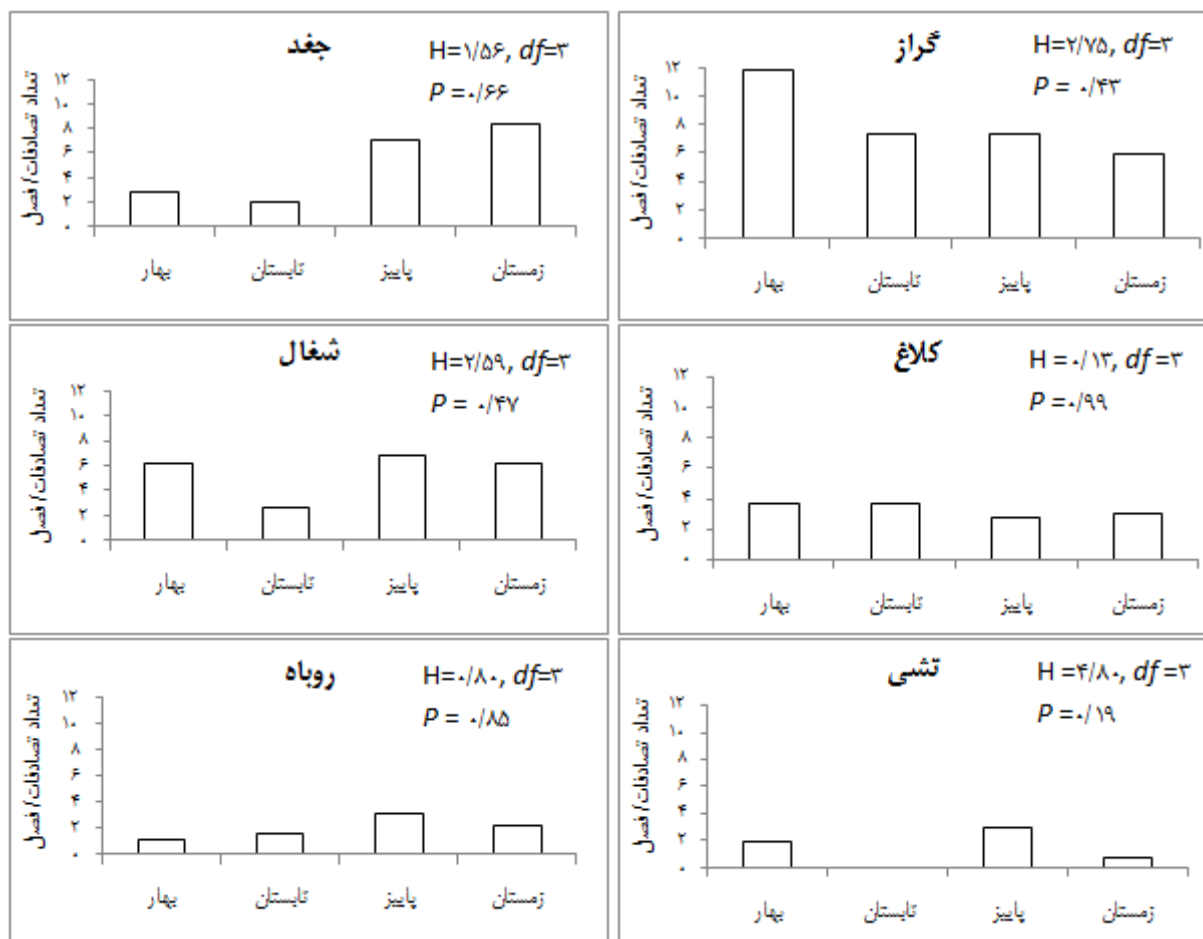 گراز
H=۲/۷۵, df=۳
P = ۰/۴۳
تعداد تصادفات/ فصل
۱۲
۱۰
۸
۶
۴
۲
۰
بهار تابستان پاییز زمستان
جغد
H=۱/۵۶, df=۳
P =۰/۶۶
تعداد تصادفات/ فصل
۱۲
۱۰
۸
۶
۴
۲
۰
بهار تابستان پاییز زمستان
کلاغ
H =۰/۱۳, df =۳
P =۰/۹۹
تعداد تصادفات/ فصل
۱۲
۱۰
۸
۶
۴
۲
۰
بهار تابستان پاییز زمستان
شغال
H=۲/۵۹, df=۳
P = ۰/۴۷
تعداد تصادفات/ فصل
۱۲
۱۰
۸
۶
۴
۲
۰
بهار تابستان پاییز زمستان
تشی
H =۴/۸۰, df =۳
P =۰/۱۹
تعداد تصادفات/ فصل
۱۲
۱۰
۸
۶
۴
۲
۰
بهار تابستان پاییز زمستان
روباه
H=۰/۸۰, df=۳
P = ۰/۸۵
تعداد تصادفات/ فصل
۱۲
۱۰
۸
۶
۴
۲
۰
بهار تابستان پاییز زمستان